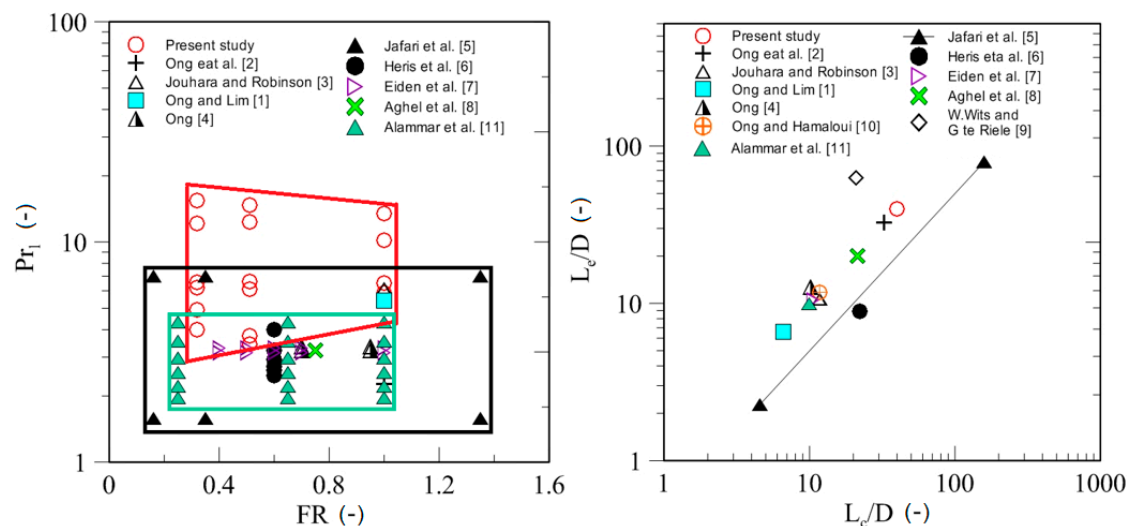 100
Present study
Ong eat al. [2]
Jouhara and Robinson [3]
Ong and Lim [1]
Ong [4]
Jafari et al. [5]
Heris et al. [6]
Eiden et al. [7]
Aghel et al. [8]
Alammar et al. [11]
Pr₁ (-)
10
1
0
0.4
0.8
1.2
1.6
FR (-)
Present study
Ong eat al. [2]
Jouhara and Robinson [3]
Ong and Lim [1]
Ong [4]
Ong and Hamaloui [10]
Alammar et al. [11]
Jafari et al. [5]
Heris eta al. [6]
Eiden et al. [7]
Aghel et al. [8]
W.Wits and
G te Riele [9]
Lₑ/D (-)
100
10
1
1
10
100
1000
L_c/D (-)